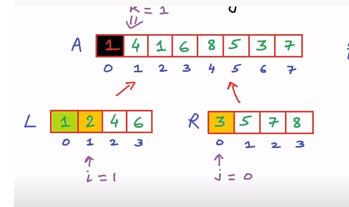 k = 1
A 1 4 1 6 8 5 3 7
0 1 2 3 4 5 6 7
L 1 2 4 6 R 3 5 7 8
0 1 2 3 0 1 2 3
i = 1 j = 0